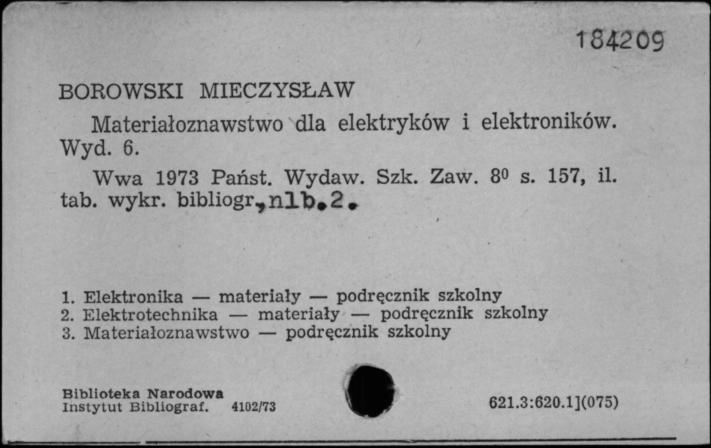 184209
BOROWSKI MIECZYSŁAW
Materiałoznawstwo dla elektryków i elektroników.
Wyd. 6.
Wwa 1973 Państ. Wydaw. Szk. Zaw. 8º s. 157, il.
tab. wykr. bibliogr., nlb. 2.
1. Elektronika — materiały — podręcznik szkolny
2. Elektrotechnika — materiały — podręcznik szkolny
3. Materiałoznawstwo — podręcznik szkolny
Biblioteka Narodowa
Instytut Bibliograf. 4102/73
621.3:620.1](075)